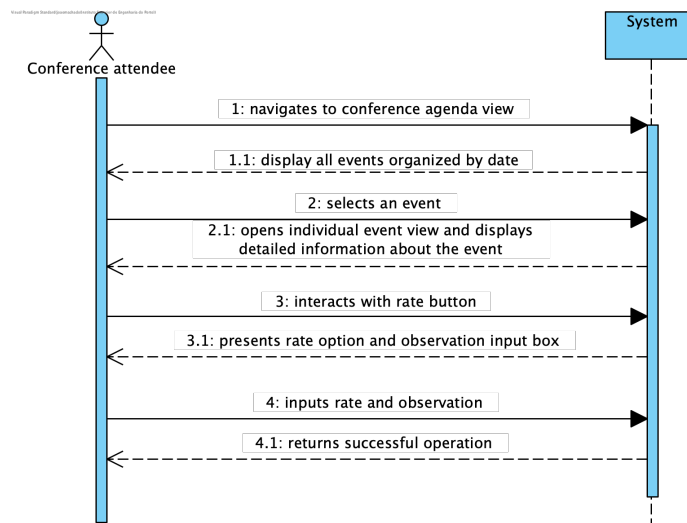 System
Conference attendee
1: navigates to conference agenda view
1.1: display all events organized by date
2: selects an event
2.1: opens individual event view and displays
detailed information about the event
3: interacts with rate button
3.1: presents rate option and observation input box
4: inputs rate and observation
4.1: returns successful operation